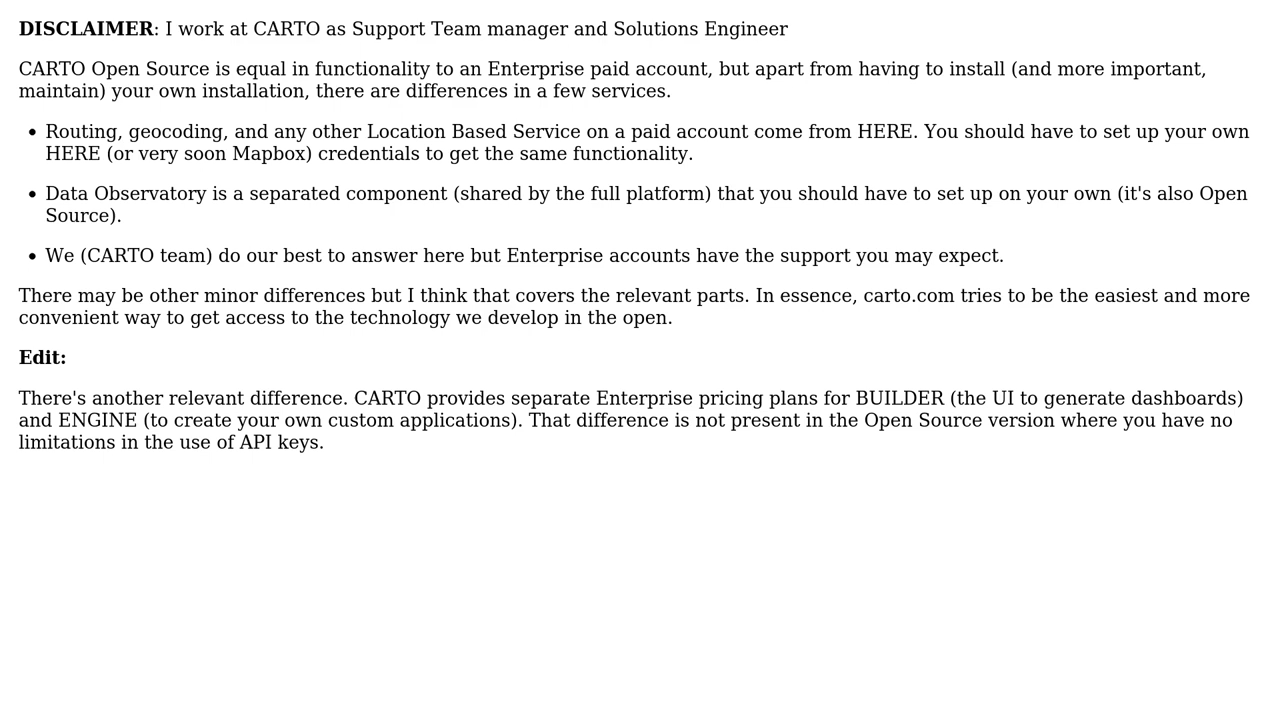 DISCLAIMER: I work at CARTO as Support Team manager and Solutions Engineer
CARTO Open Source is equal in functionality to an Enterprise paid account, but apart from having to install (and more important,
maintain) your own installation, there are differences in a few services.
• Routing, geocoding, and any other Location Based Service on a paid account come from HERE. You should have to set up your own
HERE (or very soon Mapbox) credentials to get the same functionality.
• Data Observatory is a separated component (shared by the full platform) that you should have to set up on your own (it's also Open
Source).
• We (CARTO team) do our best to answer here but Enterprise accounts have the support you may expect.
There may be other minor differences but I think that covers the relevant parts. In essence, carto.com tries to be the easiest and more
convenient way to get access to the technology we develop in the open.
Edit:
There's another relevant difference. CARTO provides separate Enterprise pricing plans for BUILDER (the UI to generate dashboards)
and ENGINE (to create your own custom applications). That difference is not present in the Open Source version where you have no
limitations in the use of API keys.